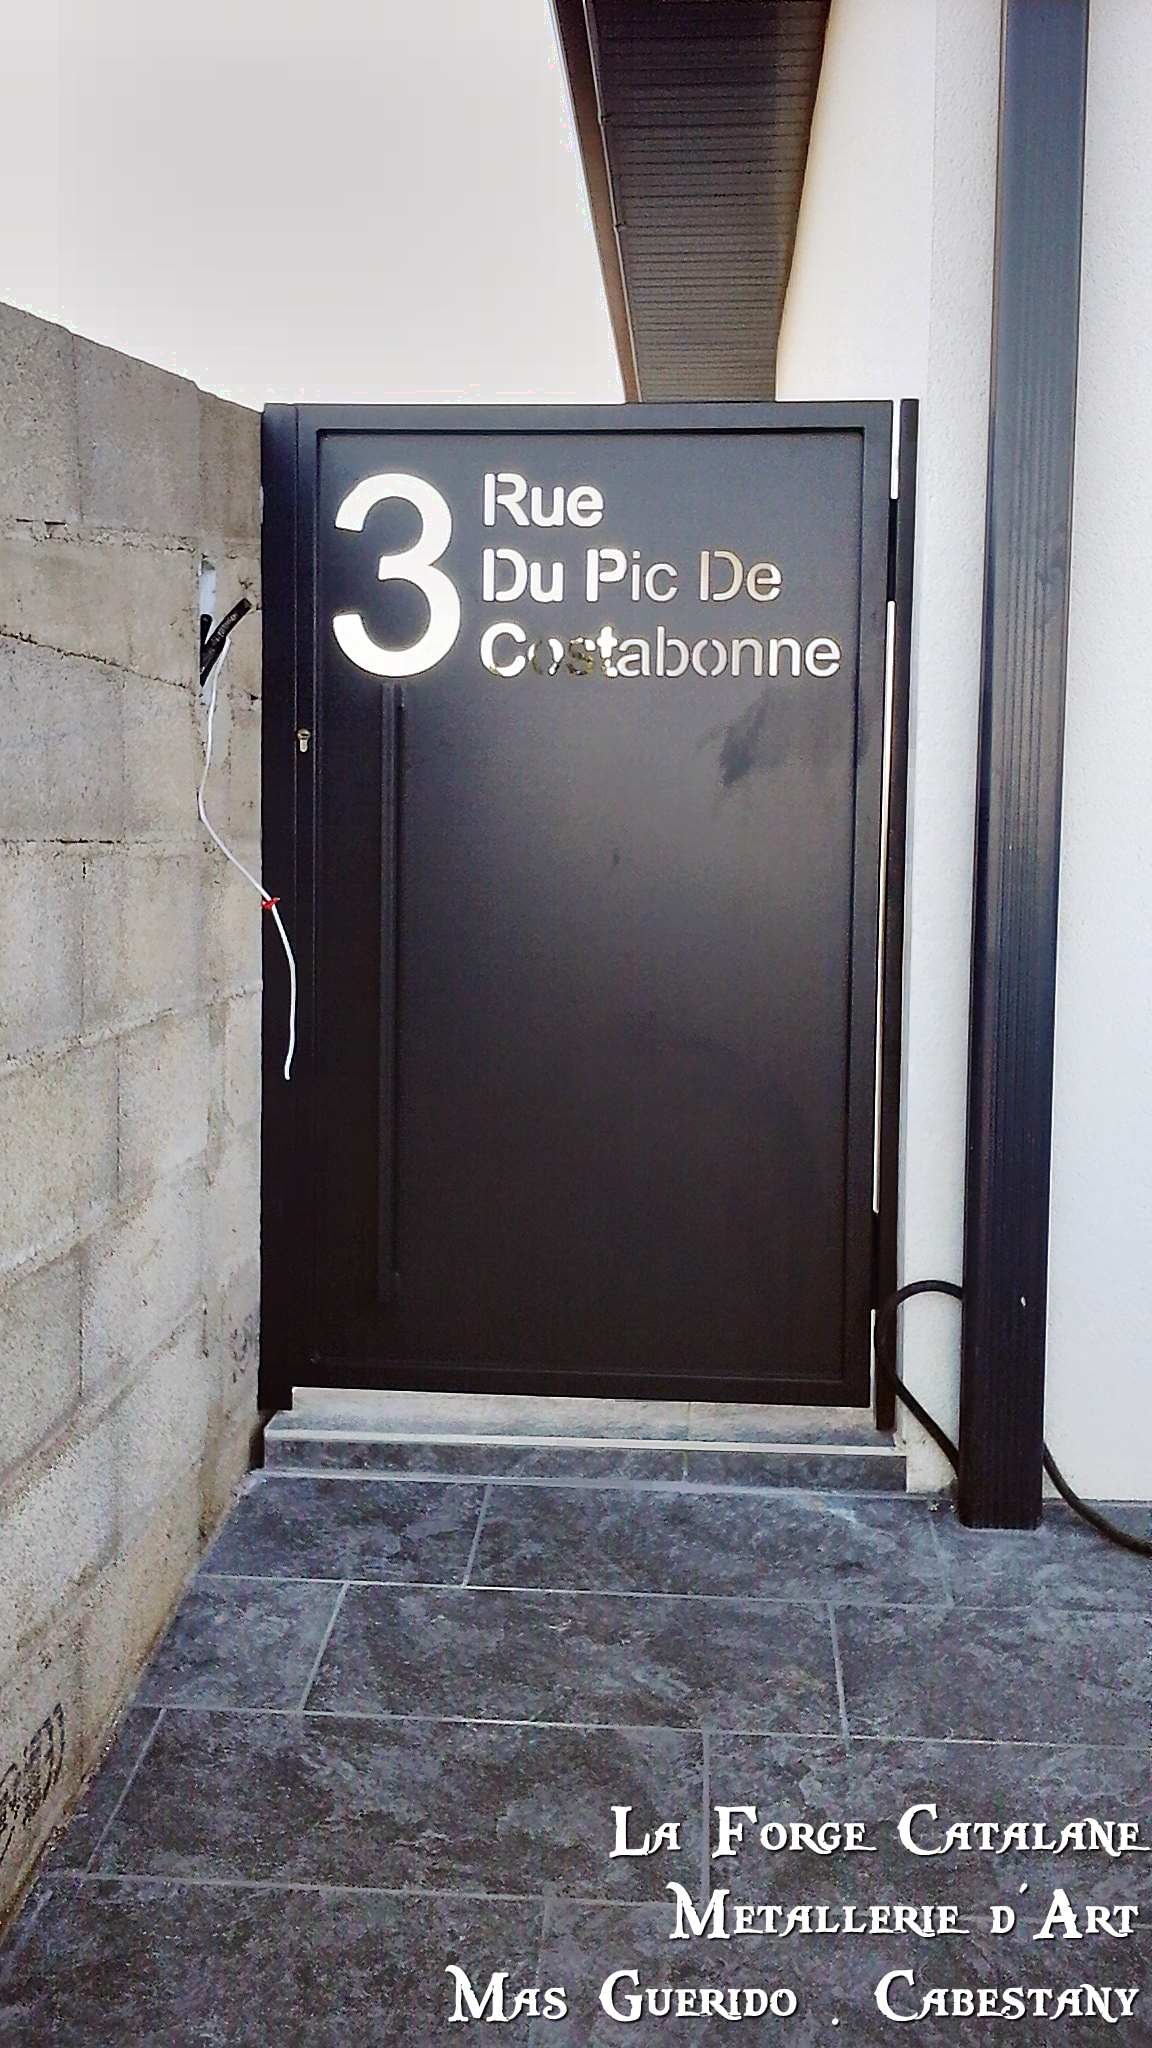 3 Rue
Du Pic De
Costabonne
La Forge Catalane
Metallerie d'Art
Mas Guerido . Cabestany